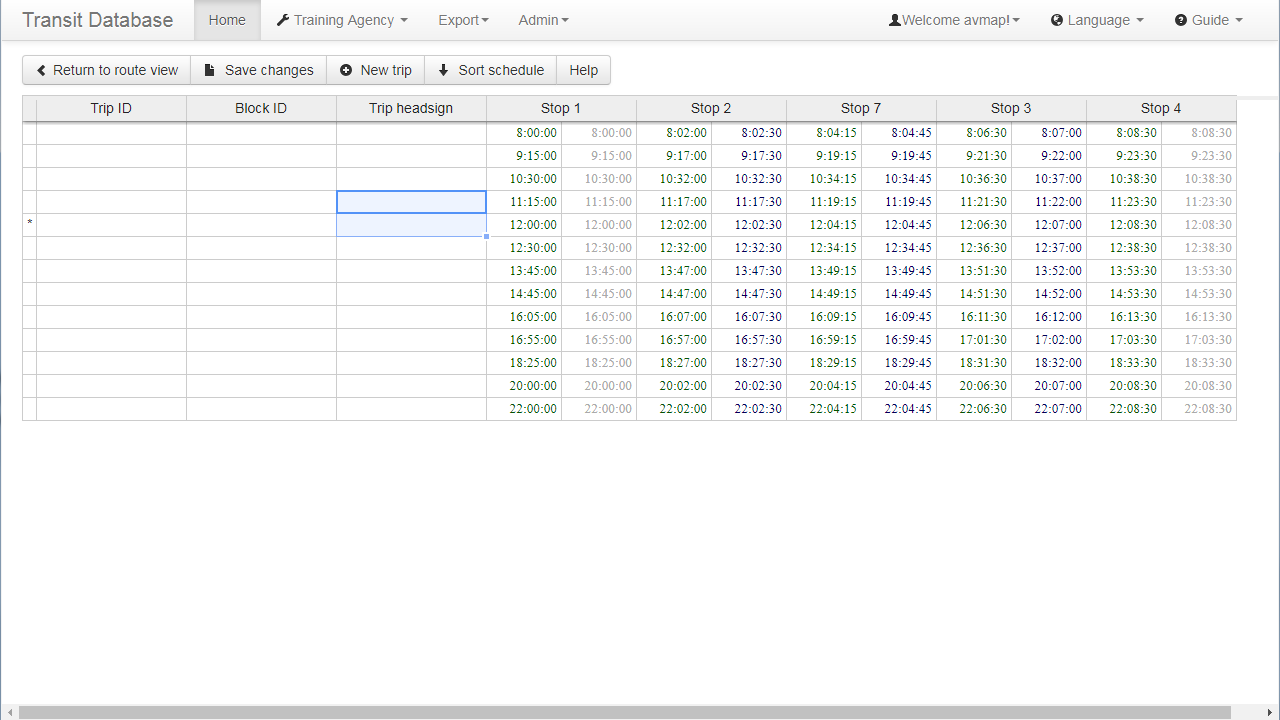 Transit Database Home Training Agency Export Admin Welcome avmap! Language Guide
Return to route view Save changes New trip Sort schedule Help
Trip ID Block ID Trip headsign Stop 1 Stop 2 Stop 7 Stop 3 Stop 4
8:00:00 8:00:00 8:02:00 8:02:30 8:04:15 8:04:45 8:06:30 8:07:00 8:08:30 8:08:30
9:15:00 9:15:00 9:17:00 9:17:30 9:19:15 9:19:45 9:21:30 9:22:00 9:23:30 9:23:30
10:30:00 10:30:00 10:32:00 10:32:30 10:34:15 10:34:45 10:36:30 10:37:00 10:38:30 10:38:30
11:15:00 11:15:00 11:17:00 11:17:30 11:19:15 11:19:45 11:21:30 11:22:00 11:23:30 11:23:30
* 12:00:00 12:00:00 12:02:00 12:02:30 12:04:15 12:04:45 12:06:30 12:07:00 12:08:30 12:08:30
12:30:00 12:30:00 12:32:00 12:32:30 12:34:15 12:34:45 12:36:30 12:37:00 12:38:30 12:38:30
13:45:00 13:45:00 13:47:00 13:47:30 13:49:15 13:49:45 13:51:30 13:52:00 13:53:30 13:53:30
14:45:00 14:45:00 14:47:00 14:47:30 14:49:15 14:49:45 14:51:30 14:52:00 14:53:30 14:53:30
16:05:00 16:05:00 16:07:00 16:07:30 16:09:15 16:09:45 16:11:30 16:12:00 16:13:30 16:13:30
16:55:00 16:55:00 16:57:00 16:57:30 16:59:15 16:59:45 17:01:30 17:02:00 17:03:30 17:03:30
18:25:00 18:25:00 18:27:00 18:27:30 18:29:15 18:29:45 18:31:30 18:32:00 18:33:30 18:33:30
20:00:00 20:00:00 20:02:00 20:02:30 20:04:15 20:04:45 20:06:30 20:07:00 20:08:30 20:08:30
22:00:00 22:00:00 22:02:00 22:02:30 22:04:15 22:04:45 22:06:30 22:07:00 22:08:30 22:08:30